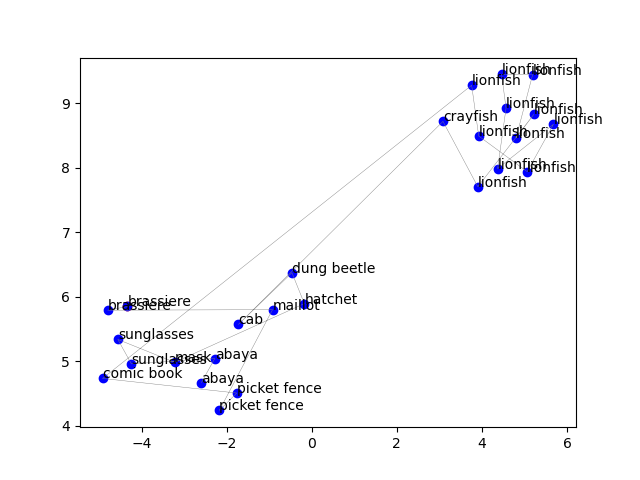 lionfish
lionfish
lionfish
lionfish
lionfish
crayfish
lionfish
lionfish
lionfish
lionfish
lionfish
lionfish
dung beetle
brassiere
brassiere
maillot
hatchet
cab
sunglasses
sunglasses
mask
abaya
comic book
abaya
picket fence
picket fence
9
8
7
6
5
4
−4
−2
0
2
4
6